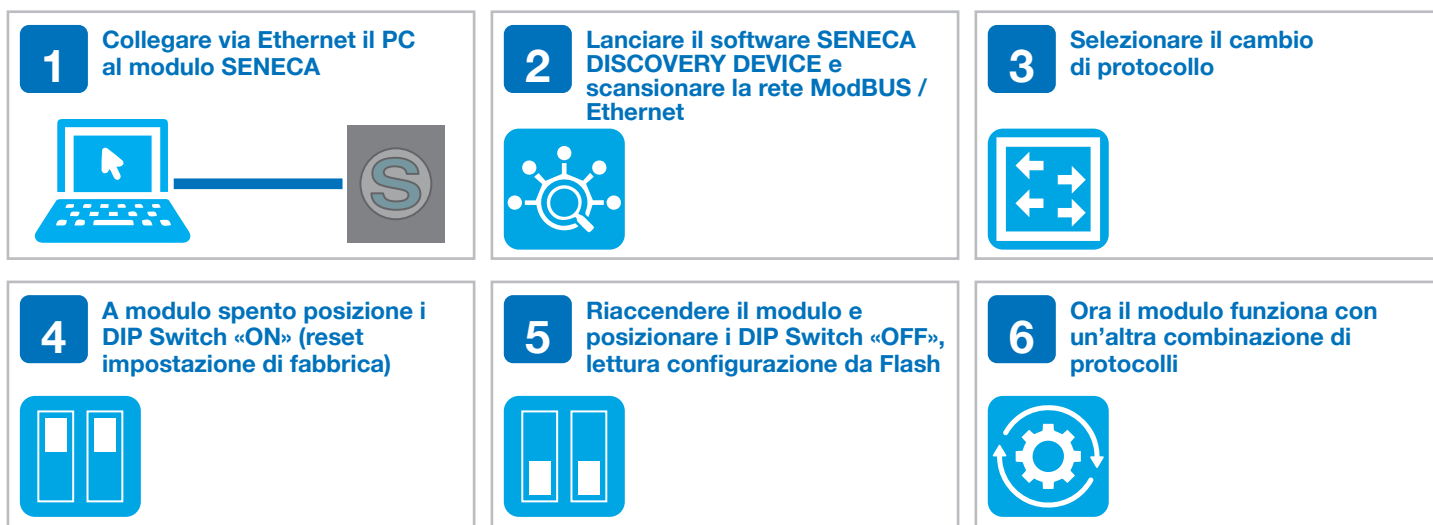 1
Collegare via Ethernet il PC
al modulo SENECA
S
2
Lanciare il software SENECA
DISCOVERY DEVICE e
scansionare la rete ModBUS /
Ethernet
3
Selezionare il cambio
di protocollo
4
A modulo spento posizione i
DIP Switch «ON» (reset
impostazione di fabbrica)
5
Riaccendere il modulo e
posizionare i DIP Switch «OFF»,
lettura configurazione da Flash
6
Ora il modulo funziona con
un’altra combinazione di
protocolli